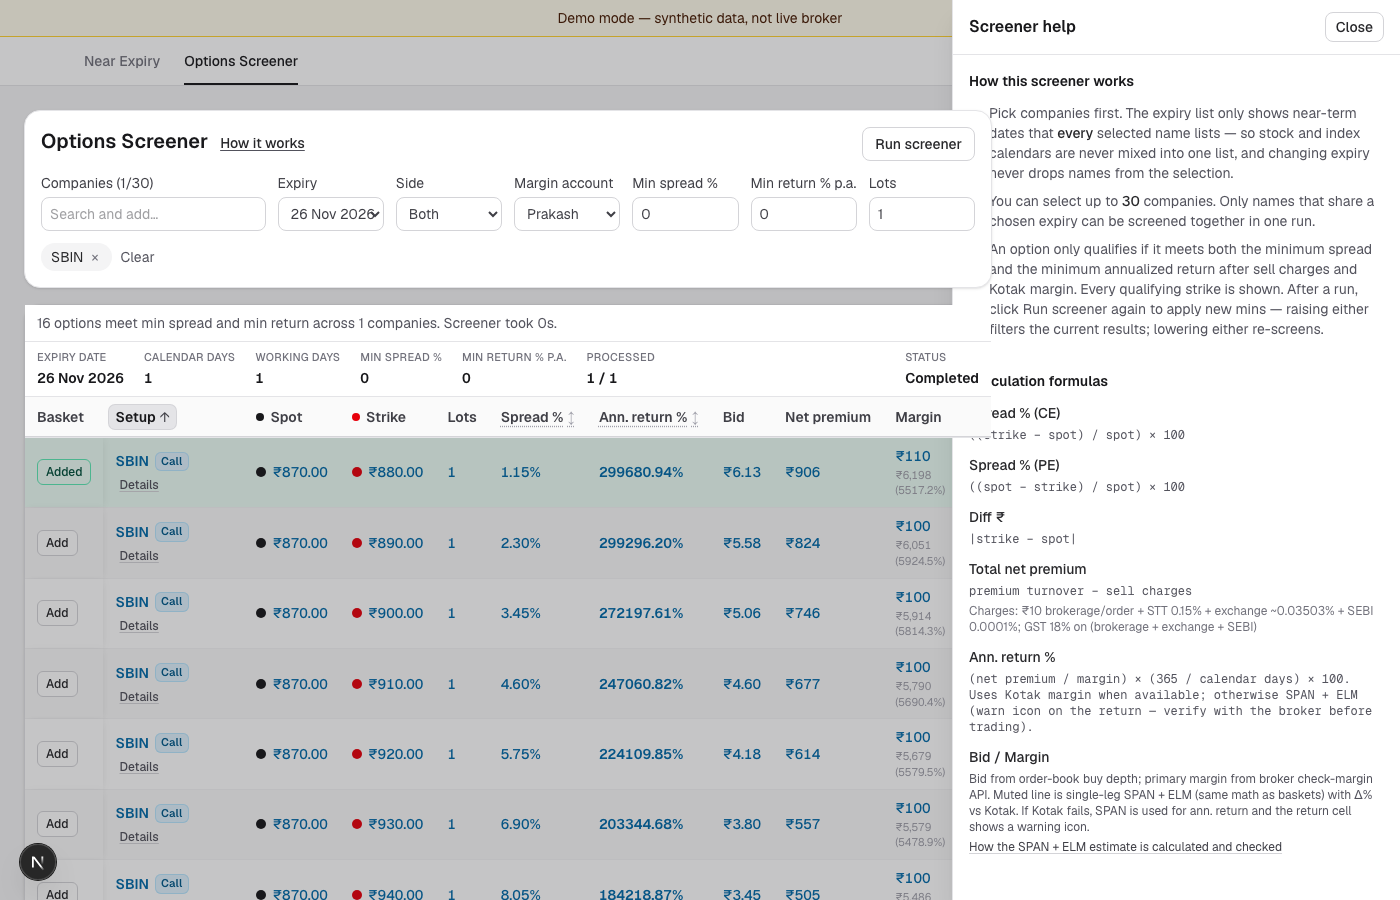 Demo mode — synthetic data, not live broker
Near Expiry
Options Screener
Options Screener
How it works
Run screener
Companies (1/30)
Expiry
Side
Margin account
Min spread %
Min return % p.a.
Lots
Search and add…
26 Nov 2026
Both
Prakash
0
0
1
SBIN ×
Clear
16 options meet min spread and min return across 1 companies. Screener took 0s.
EXPIRY DATE
CALENDAR DAYS
WORKING DAYS
MIN SPREAD %
MIN RETURN % P.A.
PROCESSED
STATUS
26 Nov 2026
1
1
0
0
1 / 1
Completed
Basket
Setup ↑
Spot
Strike
Lots
Spread % ↕
Ann. return % ↕
Bid
Net premium
Margin
Added
SBIN Call
Details
₹870.00
₹880.00
1
1.15%
299680.94%
₹6.13
₹906
₹110
₹6,198
(5517.2%)
Add
SBIN Call
Details
₹870.00
₹890.00
1
2.30%
299296.20%
₹5.58
₹824
₹100
₹6,051
(5924.5%)
Add
SBIN Call
Details
₹870.00
₹900.00
1
3.45%
272197.61%
₹5.06
₹746
₹100
₹5,914
(5814.3%)
Add
SBIN Call
Details
₹870.00
₹910.00
1
4.60%
247060.82%
₹4.60
₹677
₹100
₹5,790
(5690.4%)
Add
SBIN Call
Details
₹870.00
₹920.00
1
5.75%
224109.85%
₹4.18
₹614
₹100
₹5,679
(5579.5%)
Add
SBIN Call
Details
₹870.00
₹930.00
1
6.90%
203344.68%
₹3.80
₹557
₹100
₹5,579
(5478.9%)
Add
SBIN Call
₹870.00
₹940.00
1
8.05%
184218.87%
₹3.45
₹505
₹100
₹5,486
N
Screener help
Close
How this screener works
Pick companies first. The expiry list only shows near-term
dates that every selected name lists — so stock and index
calendars are never mixed into one list, and changing expiry
never drops names from the selection.
You can select up to 30 companies. Only names that share a
chosen expiry can be screened together in one run.
An option only qualifies if it meets both the minimum spread
and the minimum annualized return after sell charges and
Kotak margin. Every qualifying strike is shown. After a run,
click Run screener again to apply new mins — raising either
filters the current results; lowering either re-screens.
culation formulas
read % (CE)
((strike − spot) / spot) × 100
Spread % (PE)
((spot − strike) / spot) × 100
Diff ₹
|strike − spot|
Total net premium
premium turnover − sell charges
Charges: ₹10 brokerage/order + STT 0.15% + exchange ~0.03503% + SEBI
0.0001%; GST 18% on (brokerage + exchange + SEBI)
Ann. return %
(net premium / margin) × (365 / calendar days) × 100.
Uses Kotak margin when available; otherwise SPAN + ELM
(warn icon on the return — verify with the broker before
trading).
Bid / Margin
Bid from order-book buy depth; primary margin from broker check-margin
API. Muted line is single-leg SPAN + ELM (same math as baskets) with Δ%
vs Kotak. If Kotak fails, SPAN is used for ann. return and the return cell
shows a warning icon.
How the SPAN + ELM estimate is calculated and checked